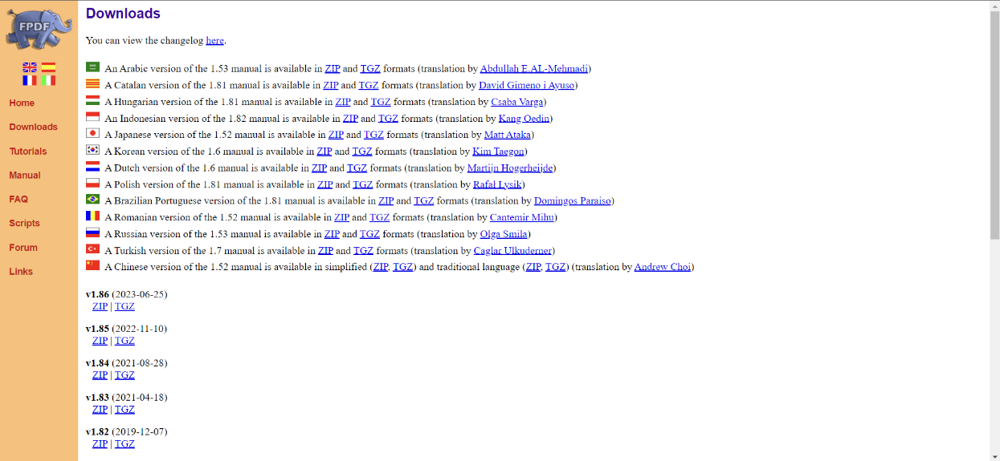 FPDF
Downloads
You can view the changelog here.
An Arabic version of the 1.53 manual is available in ZIP and TGZ formats (translation by Abdullah E.AL-Mehmadi)
A Catalan version of the 1.81 manual is available in ZIP and TGZ formats (translation by David Gimeno i Ayuso)
A Hungarian version of the 1.81 manual is available in ZIP and TGZ formats (translation by Csaba Varga)
An Indonesian version of the 1.82 manual is available in ZIP and TGZ formats (translation by Kang Oedin)
A Japanese version of the 1.52 manual is available in ZIP and TGZ formats (translation by Matt Ataka)
A Korean version of the 1.6 manual is available in ZIP and TGZ formats (translation by Kim Taegon)
A Dutch version of the 1.6 manual is available in ZIP and TGZ formats (translation by Martijn Hogerheijde)
A Polish version of the 1.81 manual is available in ZIP and TGZ formats (translation by Rafał Lysik)
A Brazilian Portuguese version of the 1.81 manual is available in ZIP and TGZ formats (translation by Domingos Paraiso)
A Romanian version of the 1.52 manual is available in ZIP and TGZ formats (translation by Cantemir Mihu)
A Russian version of the 1.53 manual is available in ZIP and TGZ formats (translation by Olga Smila)
A Turkish version of the 1.7 manual is available in ZIP and TGZ formats (translation by Caglar Ulkuderner)
A Chinese version of the 1.52 manual is available in simplified (ZIP, TGZ) and traditional language (ZIP, TGZ) (translation by Andrew Choi)
v1.86 (2023-06-25)
ZIP | TGZ
v1.85 (2022-11-10)
ZIP | TGZ
v1.84 (2021-08-28)
ZIP | TGZ
v1.83 (2021-04-18)
ZIP | TGZ
v1.82 (2019-12-07)
ZIP | TGZ
Home
Downloads
Tutorials
Manual
FAQ
Scripts
Forum
Links